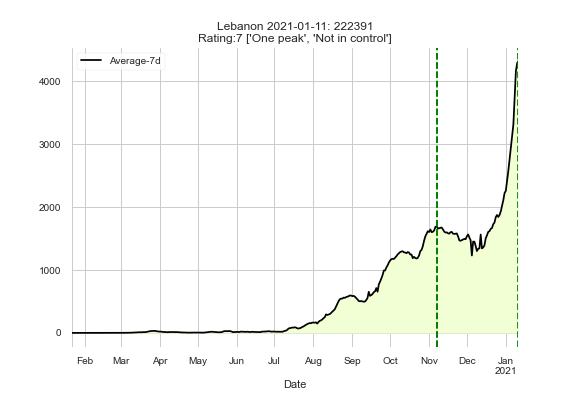 Lebanon 2021-01-11: 222391
Rating:7 ['One peak', 'Not in control']
Average-7d
4000
3000
2000
1000
0
Feb Mar Apr May Jun Jul Aug Sep Oct Nov Dec Jan
2021
Date